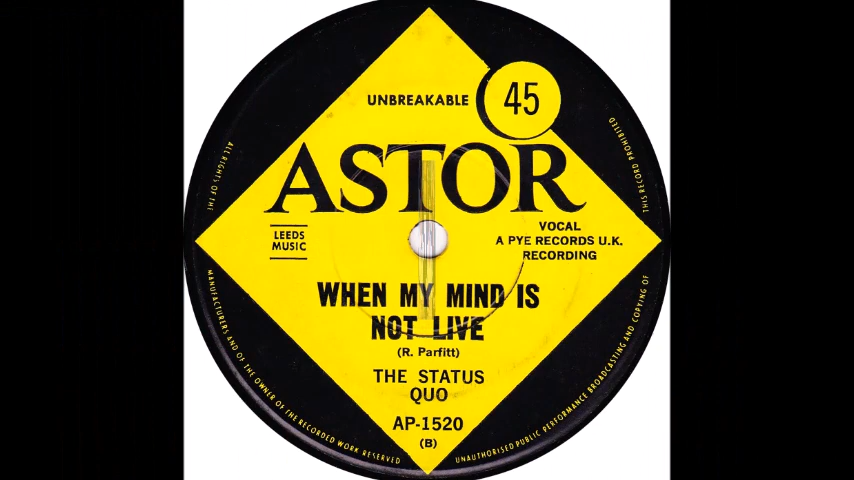 UNBREAKABLE
45
ASTOR
LEEDS
MUSIC
VOCAL
A PYE RECORDS U.K.
RECORDING
WHEN MY MIND IS
NOT LIVE
(R. Parfitt)
THE STATUS
QUO
AP-1520
(B)
ALL RIGHTS OF THE
MANUFACTURERS AND OF THE OWNER OF THE RECORDED WORK RESERVED
UNAUTHORISED PUBLIC PERFORMANCE BROADCASTING AND COPYING OF
THIS RECORD PROHIBITED